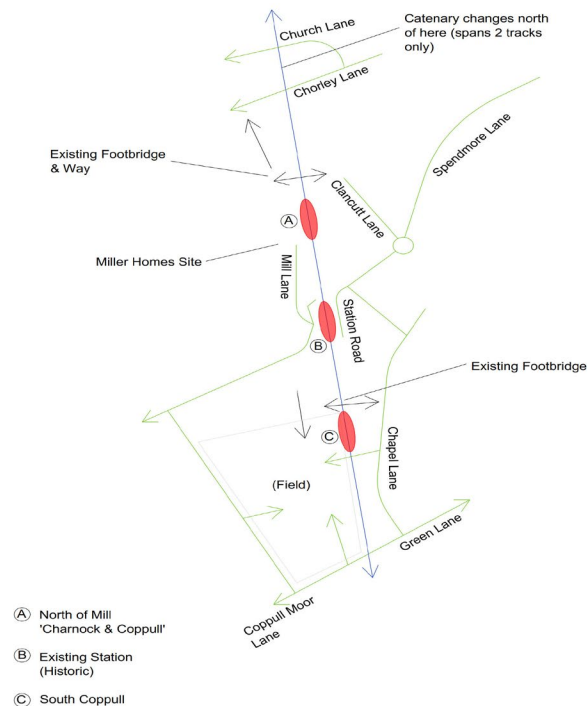 Church Lane
Catenary changes north
of here (spans 2 tracks
only)
Chorley Lane
Spendmore Lane
Existing Footbridge
& Way
Clancutt Lane
A
Miller Homes Site
Mill Lane
Station Road
B
Existing Footbridge
C
Chapel Lane
(Field)
Green Lane
Coppull Moor
Lane
A North of Mill
'Charnock & Coppull'
B Existing Station
(Historic)
C South Coppull